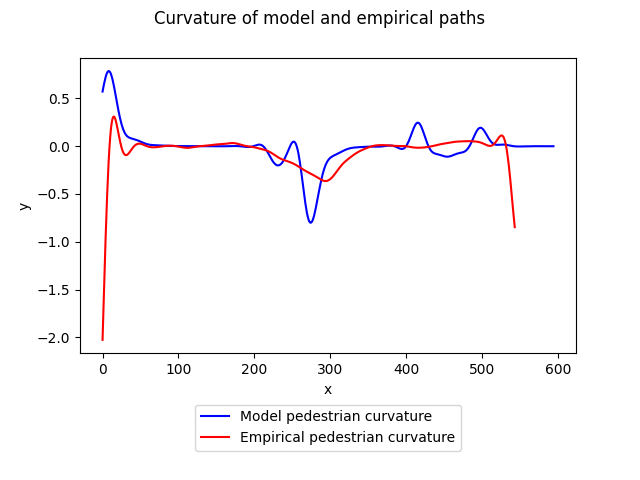 Curvature of model and empirical paths
0.5
0.0
−0.5
−1.0
−1.5
−2.0
y
0 100 200 300 400 500 600
x
Model pedestrian curvature
Empirical pedestrian curvature